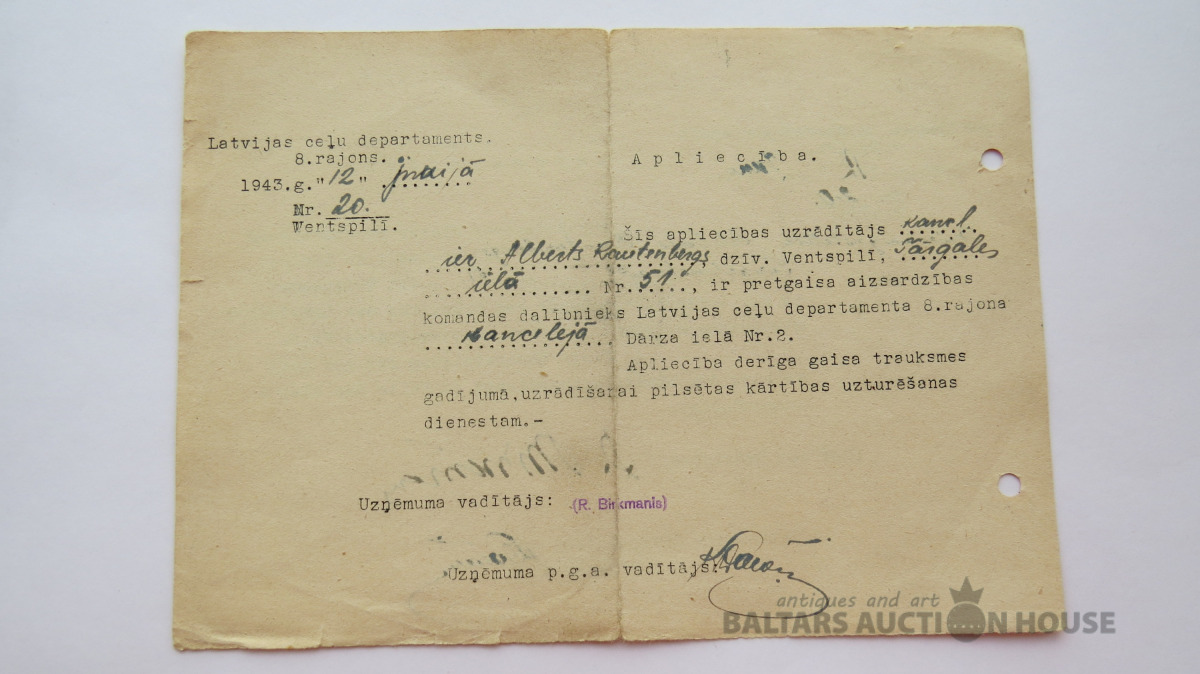 Latvijas ceļu departaments.
8.rajons.
1943.g."12" jūnijā
Nr. 20.
Ventspilī.
Apliecība.
Šīs apliecības uzrādītājs kancl.
ier Alberts Rautenbergs, dzīv. Ventspilī, Tārgales
ielā Nr. 51., ir pretgaisa aizsardzības
komandas dalībnieks Latvijas ceļu departamenta 8.rajona
kancelejā. Dārza ielā Nr.2.
Apliecība derīga gaisa trauksmes
gadījumā,uzrādīšanai pilsētas kārtības uzturēšanas
dienestam.-
Uzņēmuma vadītājs: (R. Birkmanis)
Uzņēmuma p.g.a. vadītājs:
antiques and art
BALTARS AUCTION HOUSE